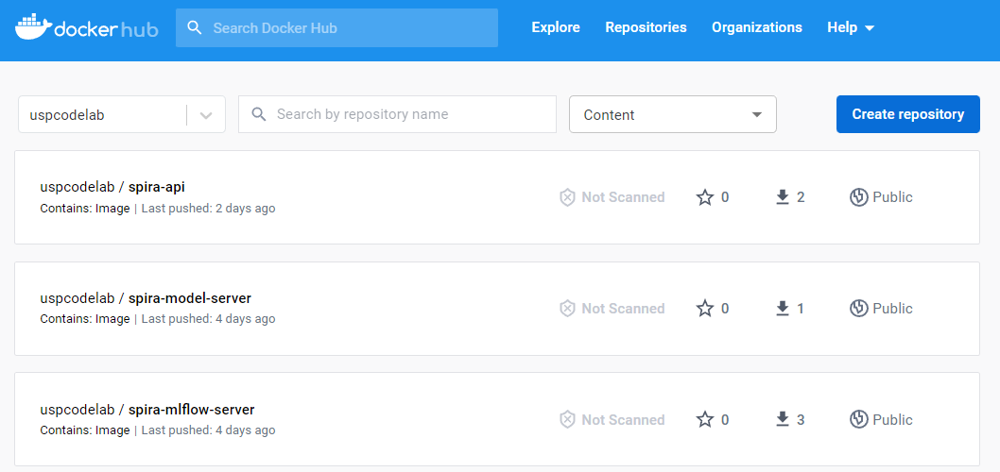 docker hub
Search Docker Hub
Explore
Repositories
Organizations
Help
uspcodelab
Search by repository name
Content
Create repository
uspcodelab / spira-api
Contains: Image | Last pushed: 2 days ago
Not Scanned
0
2
Public
uspcodelab / spira-model-server
Contains: Image | Last pushed: 4 days ago
Not Scanned
0
1
Public
uspcodelab / spira-mlflow-server
Contains: Image | Last pushed: 4 days ago
Not Scanned
0
3
Public